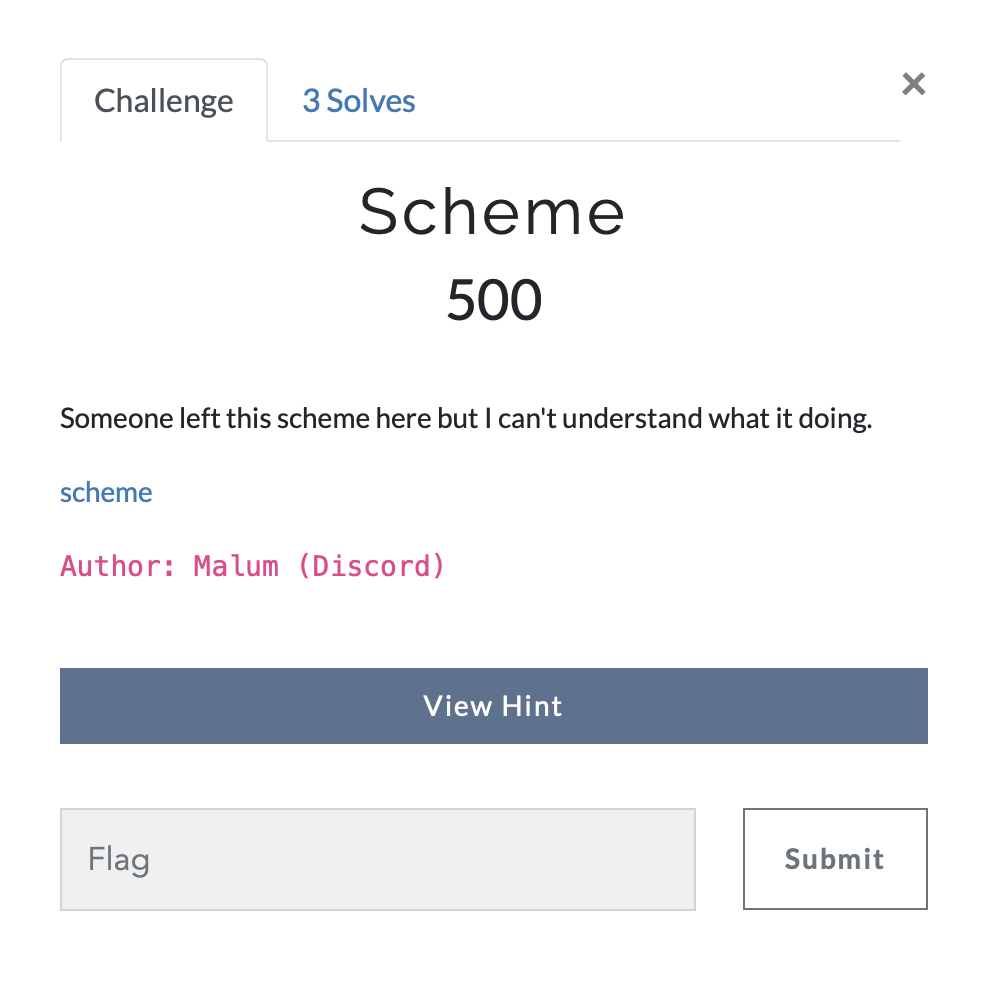 Challenge
3 Solves
×
Scheme
500
Someone left this scheme here but I can't understand what it doing.
scheme
Author: Malum (Discord)
View Hint
Flag
Submit